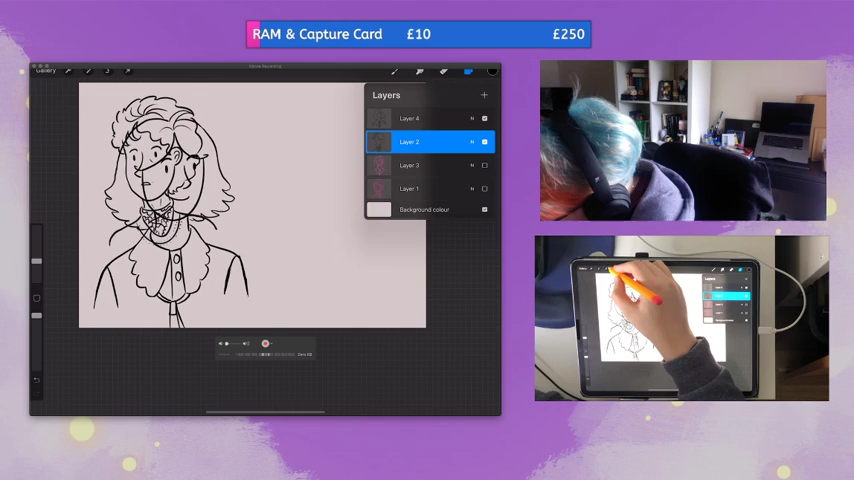 RAM & Capture Card £10 £250
Gallery
Layers
Layer 4 N
Layer 2 N
Layer 3 N
Layer 1 N
Background colour